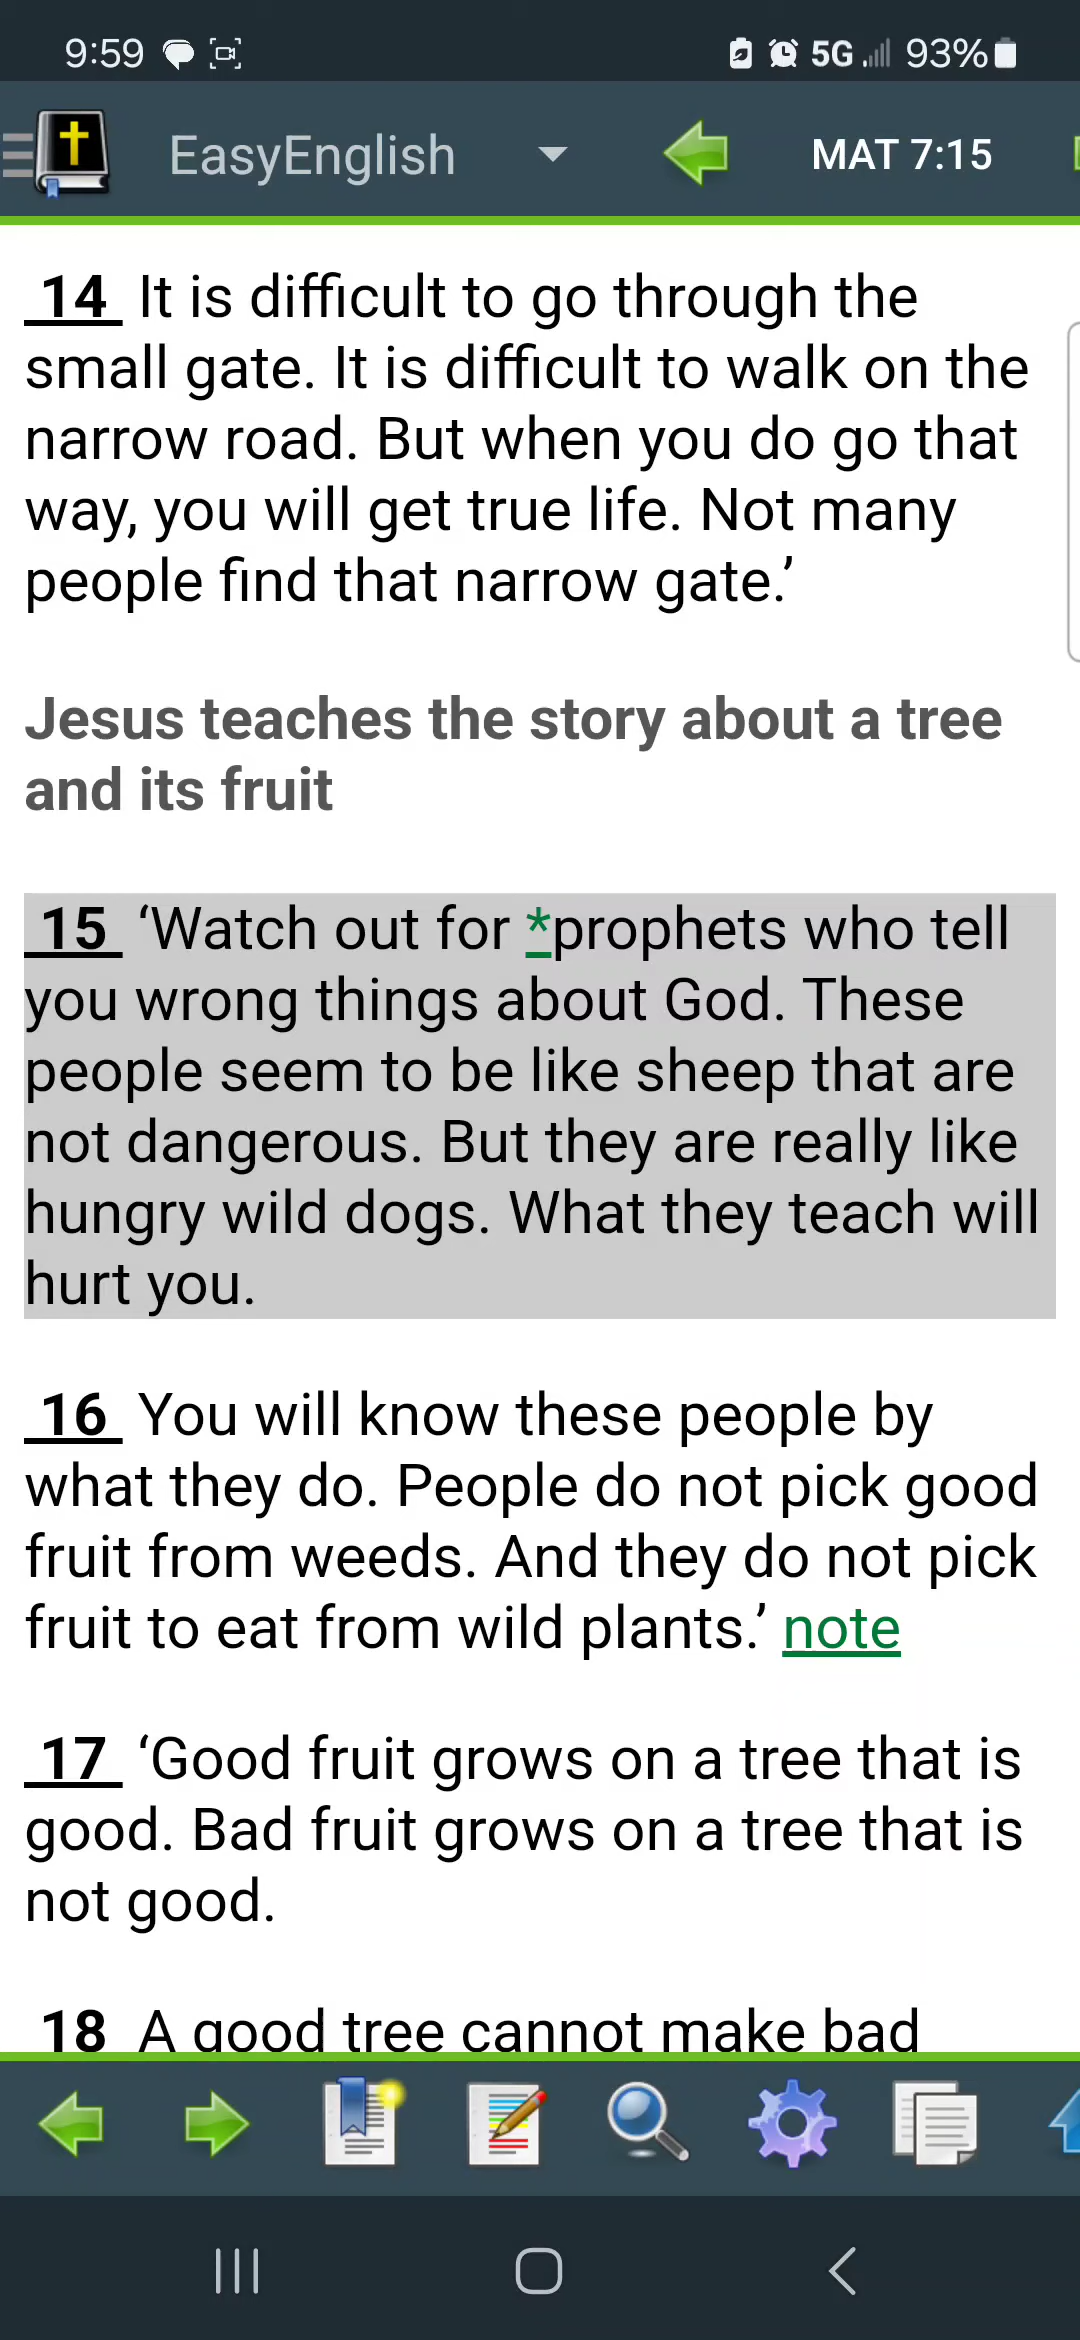 9:59 5G 93%
EasyEnglish MAT 7:15
14 It is difficult to go through the
small gate. It is difficult to walk on the
narrow road. But when you do go that
way, you will get true life. Not many
people find that narrow gate.’
Jesus teaches the story about a tree
and its fruit
15 ‘Watch out for *prophets who tell
you wrong things about God. These
people seem to be like sheep that are
not dangerous. But they are really like
hungry wild dogs. What they teach will
hurt you.
16 You will know these people by
what they do. People do not pick good
fruit from weeds. And they do not pick
fruit to eat from wild plants.’ note
17 ‘Good fruit grows on a tree that is
good. Bad fruit grows on a tree that is
not good.
18 A good tree cannot make bad